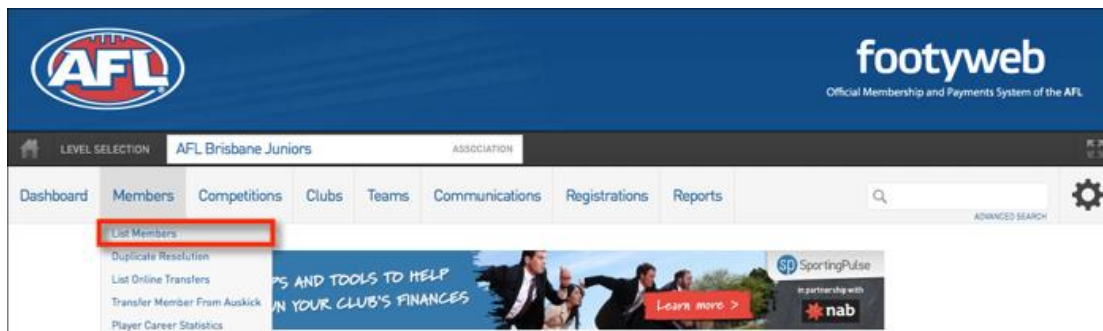 AFL
footyweb
Official Membership and Payments System of the AFL
LEVEL SELECTION AFL Brisbane Juniors ASSOCIATION
Dashboard Members Competitions Clubs Teams Communications Registrations Reports
ADVANCED SEARCH
List Members
Duplicate Resolution
List Online Transfers
Transfer Member From Auskick
Player Career Statistics
PS AND TOOLS TO HELP
N YOUR CLUB'S FINANCES
Learn more >
sp SportingPulse
in partnership with
nab